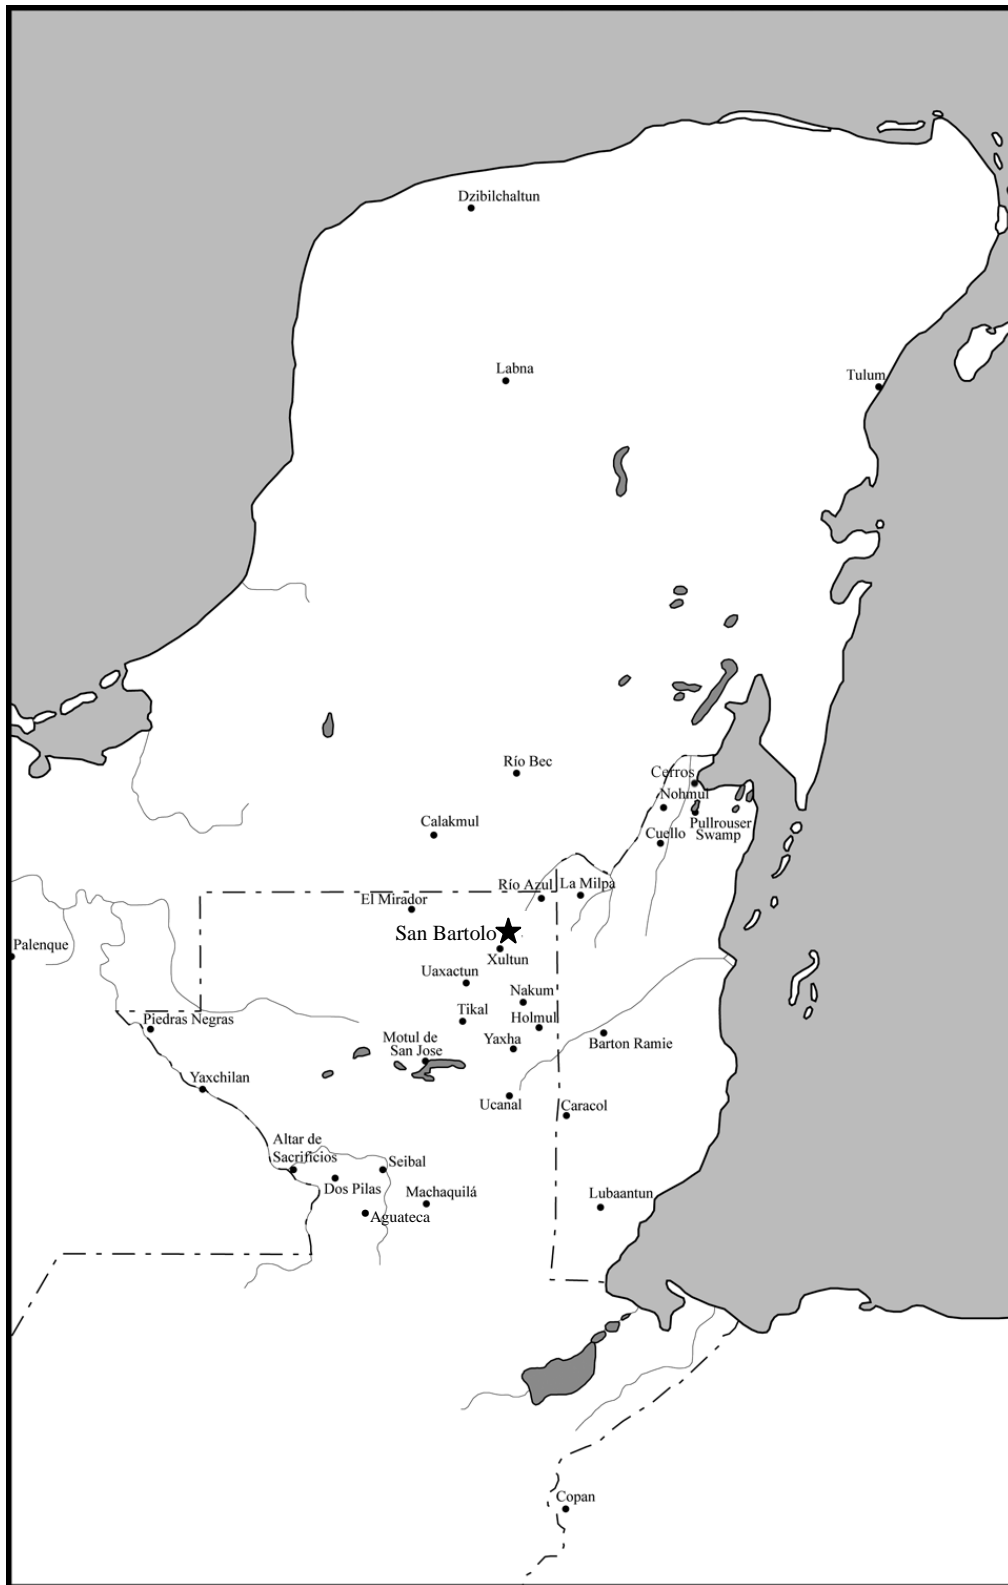 Dzibilchaltun
Labna
Tulum
Río Bec
Cerros
Nohmul
Calakmul
Pullrouser
Swamp
Cuello
Río Azul
La Milpa
El Mirador
San Bartolo
Palenque
Xultun
Uaxactun
Nakum
Tikal
Holmul
Piedras Negras
Motul de
San Jose
Yaxha
Barton Ramie
Yaxchilan
Ucanal
Caracol
Altar de
Sacrificios
Seibal
Dos Pilas
Machaquilá
Lubaantun
Aguateca
Copan